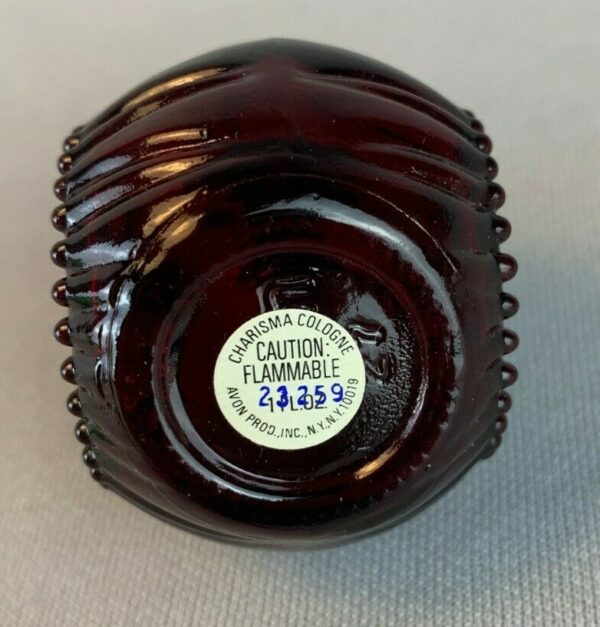 CHARISMA COLOGNE
CAUTION:
FLAMMABLE
23259
1 FL. OZ.
AVON PROD., INC., N.Y., N.Y. 10019